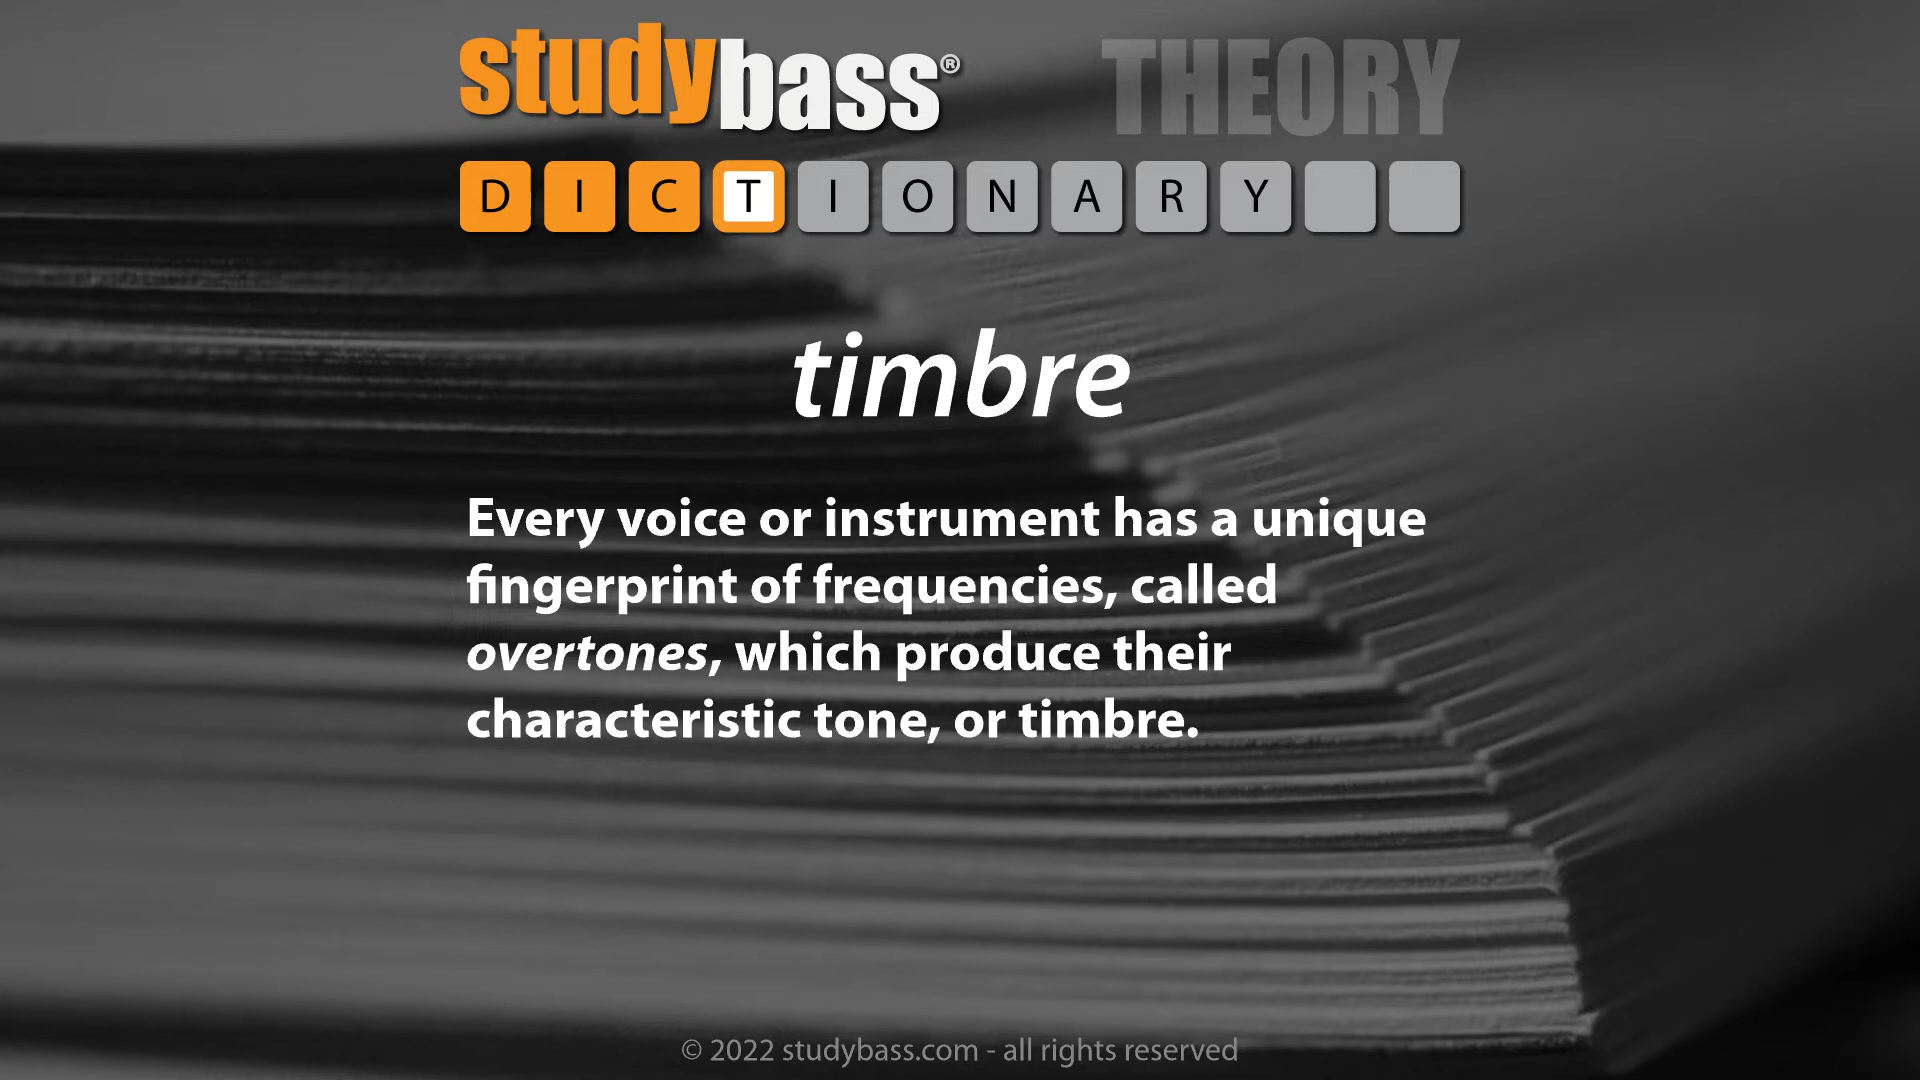 studybass® THEORY
DICTIONARY
timbre
Every voice or instrument has a unique
fingerprint of frequencies, called
overtones, which produce their
characteristic tone, or timbre.
© 2022 studybass.com - all rights reserved